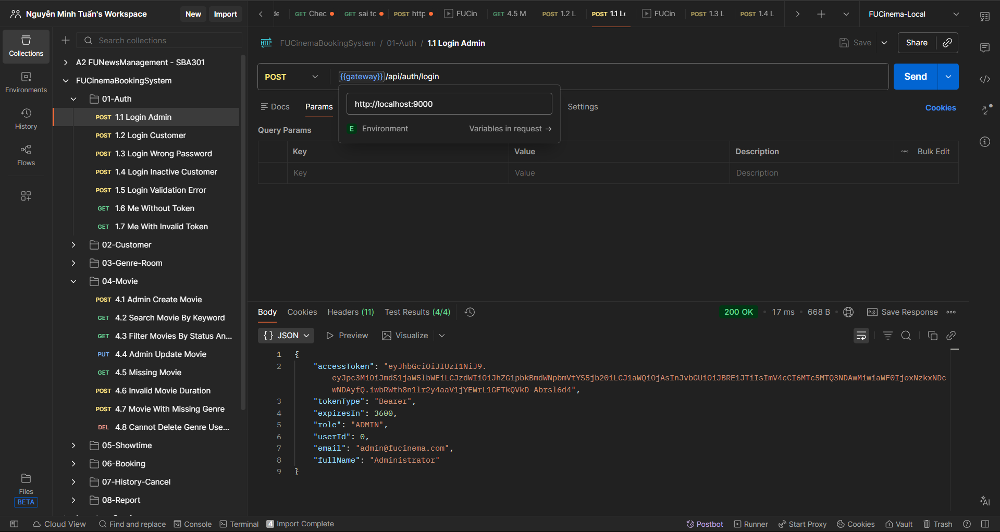 Nguyễn Minh Tuấn's Workspace
New
Import
GET Chec
GET sai tc
POST http
FUCin
GET 4.5 M
POST 1.2 L
POST 1.1 Lo
FUCin
POST 1.3 L
POST 1.4 L
FUCinema-Local
Collections
Environments
History
Flows
Files
BETA
Search collections
A2 FUNewsManagement - SBA301
FUCinemaBookingSystem
01-Auth
POST 1.1 Login Admin
POST 1.2 Login Customer
POST 1.3 Login Wrong Password
POST 1.4 Login Inactive Customer
POST 1.5 Login Validation Error
GET 1.6 Me Without Token
GET 1.7 Me With Invalid Token
02-Customer
03-Genre-Room
04-Movie
POST 4.1 Admin Create Movie
GET 4.2 Search Movie By Keyword
GET 4.3 Filter Movies By Status An...
PUT 4.4 Admin Update Movie
GET 4.5 Missing Movie
POST 4.6 Invalid Movie Duration
POST 4.7 Movie With Missing Genre
DEL 4.8 Cannot Delete Genre Use...
05-Showtime
06-Booking
07-History-Cancel
08-Report
HTTP FUCinemaBookingSystem / 01-Auth / 1.1 Login Admin
Save
Share
POST {{gateway}}/api/auth/login
Send
http://localhost:9000
E Environment Variables in request →
Docs Params Settings Cookies
Query Params
Key Value Description ••• Bulk Edit
Key Value Description
Body Cookies Headers (11) Test Results (4/4)
200 OK • 17 ms • 668 B e.g. Save Response
{} JSON Preview Visualize
1 {
2 "accessToken": "eyJhbGciOiJIUzI1NiJ9.
eyJpc3MiOiJmdS1jaW5lbWEiLCJzdWIiOiJhZG1pbkBmdWNpbmVtYS5jb20iLCJ1aWQiOjAsInJvbGUiOiJBRE1JTiIsImV4cCI6MTc5MTQ3NDAwMiwiaWF0IjoxNzkxNDc
wNDAyfQ.iwbRWth8n1lr2y4aaV1jYEWrL1GFTkQVkD-Abrsl6d4",
3 "tokenType": "Bearer",
4 "expiresIn": 3600,
5 "role": "ADMIN",
6 "userId": 0,
7 "email": "admin@fucinema.com",
8 "fullName": "Administrator"
9 }
Cloud View
Find and replace
Console
Terminal
4 Import Complete
Postbot
Runner
Start Proxy
Cookies
Vault
Trash
AI